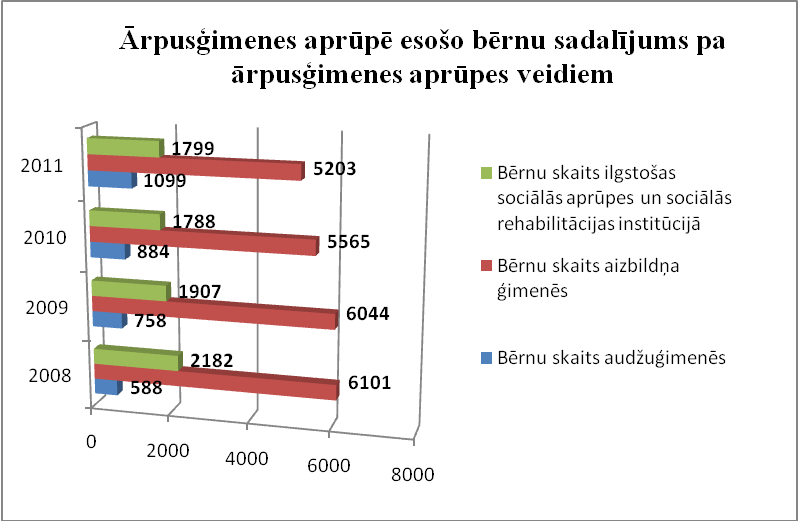 Ārpusģimenes aprūpē esošo bērnu sadalījums pa
ārpusģimenes aprūpes veidiem
2011
1799
5203
1099
2010
1788
5565
884
2009
1907
6044
758
2008
2182
6101
588
0
2000
4000
6000
8000
Bērnu skaits ilgstošas
sociālās aprūpes un sociālās
rehabilitācijas institūcijā
Bērnu skaits aizbildņa
ģimenēs
Bērnu skaits audžuģimenēs